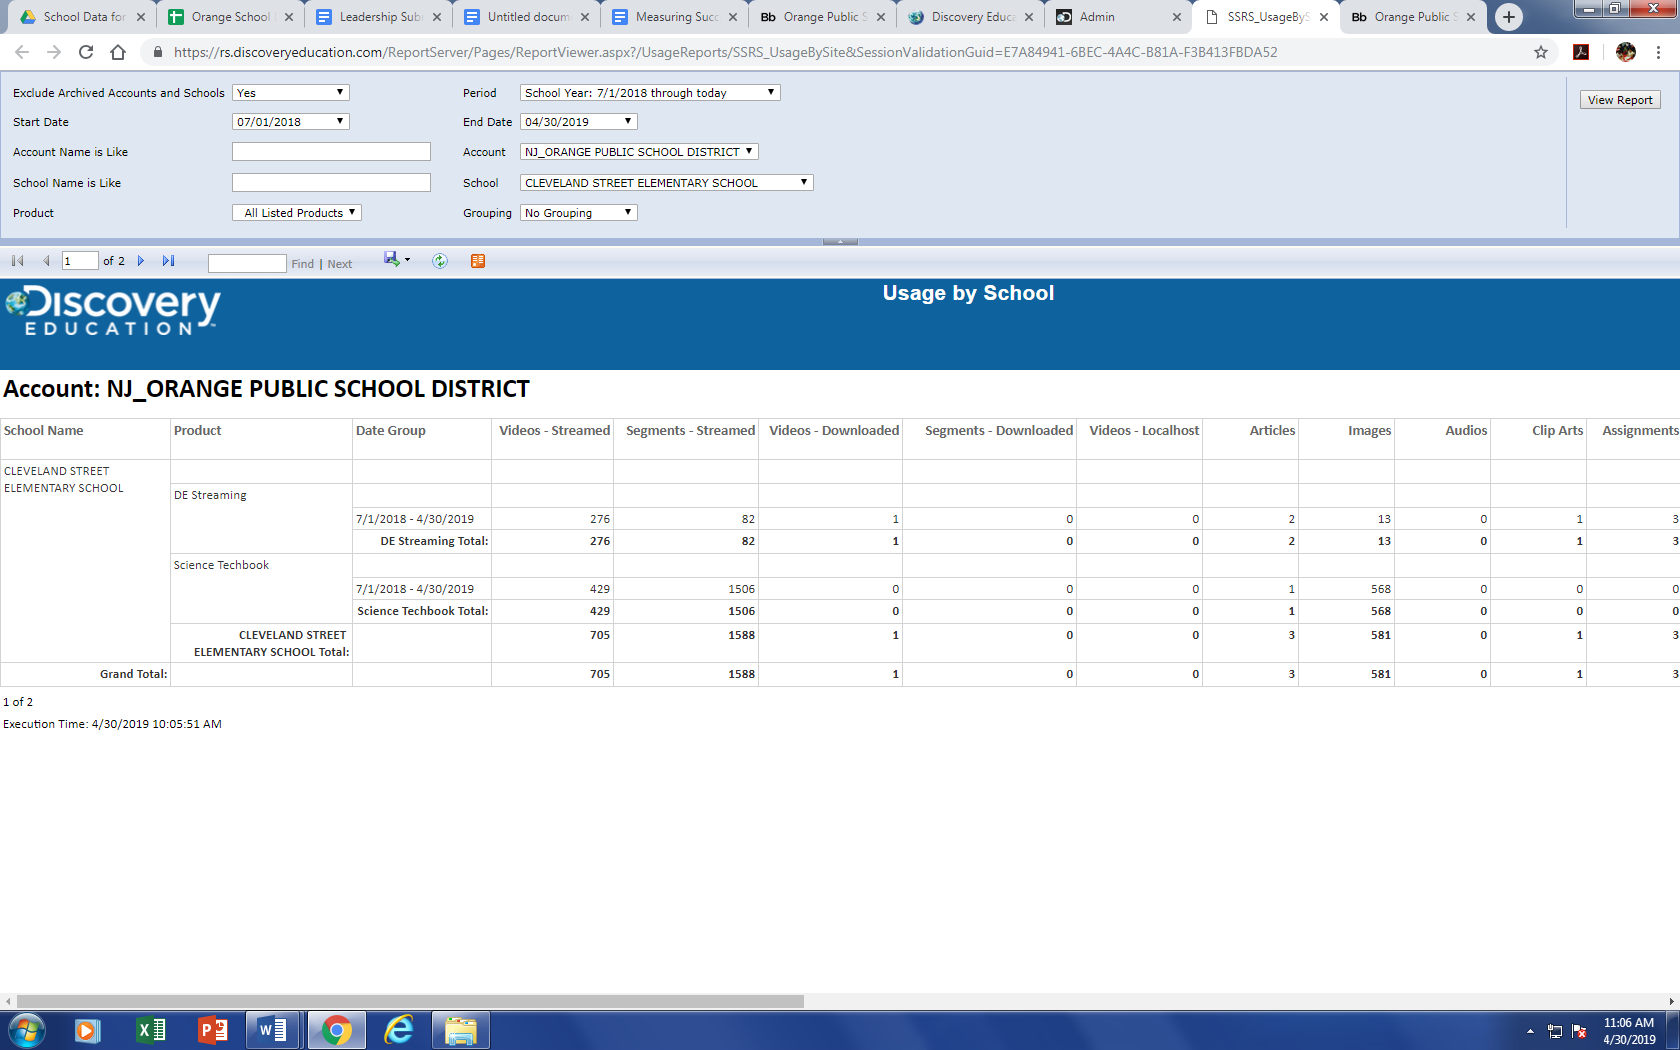 School Data for
Orange School
Leadership Sub
Untitled docum
Measuring Succ
Bb Orange Public S
Discovery Educa
Admin
SSRS_UsageByS
Bb Orange Public S
https://rs.discoveryeducation.com/ReportServer/Pages/ReportViewer.aspx?/UsageReports/SSRS_UsageBySite&SessionValidationGuid=E7A84941-6BEC-4A4C-B81A-F3B413FBDA52
Exclude Archived Accounts and Schools Yes Period School Year: 7/1/2018 through today View Report
Start Date 07/01/2018 End Date 04/30/2019
Account Name is Like Account NJ_ORANGE PUBLIC SCHOOL DISTRICT
School Name is Like School CLEVELAND STREET ELEMENTARY SCHOOL
Product All Listed Products Grouping No Grouping
1 of 2 Find | Next
Discovery
EDUCATION
Usage by School
Account: NJ_ORANGE PUBLIC SCHOOL DISTRICT
School Name Product Date Group Videos - Streamed Segments - Streamed Videos - Downloaded Segments - Downloaded Videos - Localhost Articles Images Audios Clip Arts Assignments
CLEVELAND STREET
ELEMENTARY SCHOOL
DE Streaming
7/1/2018 - 4/30/2019 276 82 1 0 0 2 13 0 1 3
DE Streaming Total: 276 82 1 0 0 2 13 0 1 3
Science Techbook
7/1/2018 - 4/30/2019 429 1506 0 0 0 1 568 0 0 0
Science Techbook Total: 429 1506 0 0 0 1 568 0 0 0
CLEVELAND STREET
ELEMENTARY SCHOOL Total: 705 1588 1 0 0 3 581 0 1 3
Grand Total: 705 1588 1 0 0 3 581 0 1 3
1 of 2
Execution Time: 4/30/2019 10:05:51 AM
11:06 AM
4/30/2019